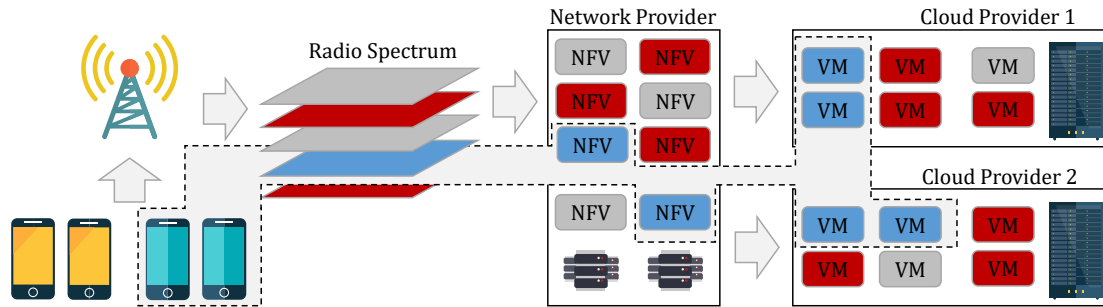 Network Provider
Cloud Provider 1
Radio Spectrum
NFV NFV
NFV NFV
NFV NFV
NFV NFV
VM VM VM
VM VM VM
Cloud Provider 2
VM VM VM
VM VM VM